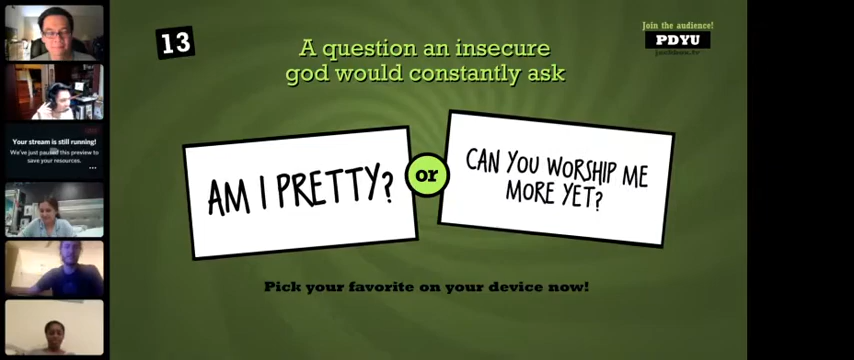 13
A question an insecure
god would constantly ask
Join the audience!
PDYU
jackbox.tv
Your stream is still running!
We've just paused this preview to
save your resources.
AM I PRETTY?
or
CAN YOU WORSHIP ME
MORE YET?
Pick your favorite on your device now!